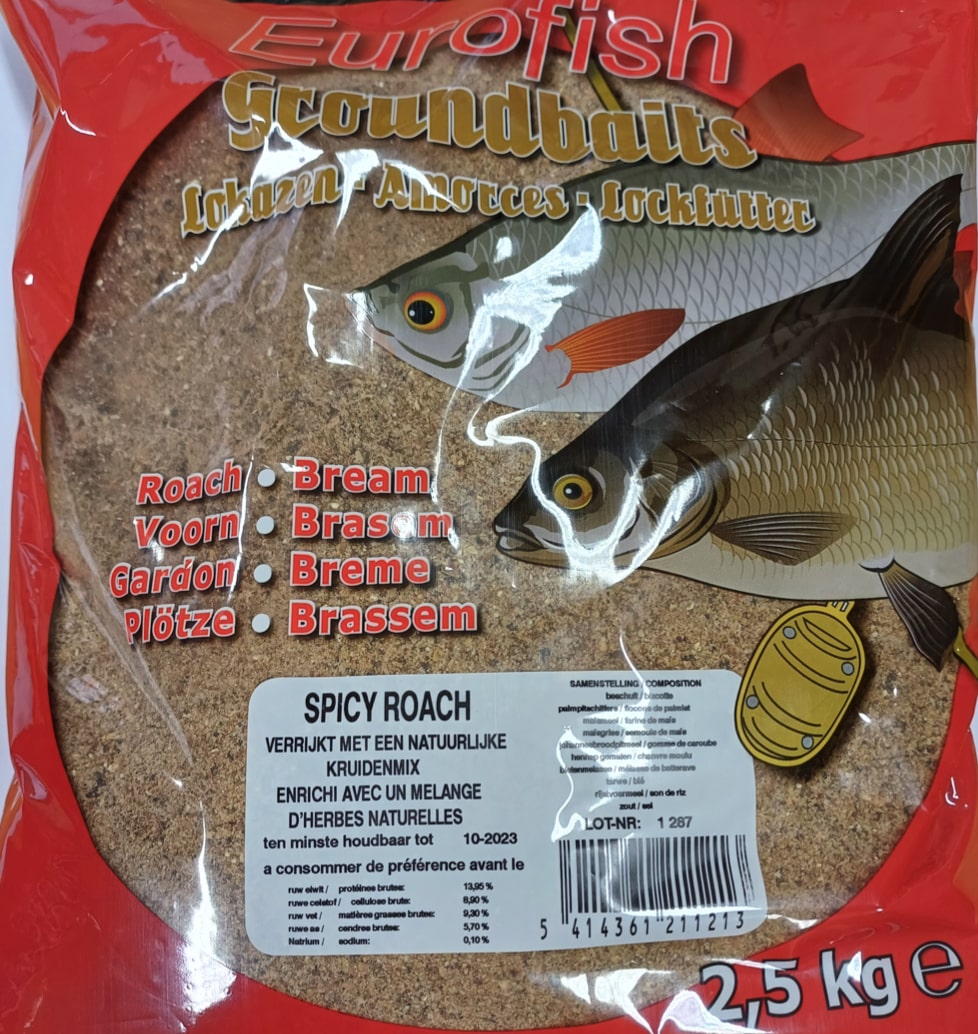 Eurofish
Groundbaits
Lokazen - Amorces - Lockfutter
Roach • Bream
Voorn • Brasem
Gardon • Breme
Plötze • Brassem
SPICY ROACH
VERRIJKT MET EEN NATUURLIJKE
KRUIDENMIX
ENRICHI AVEC UN MELANGE
D'HERBES NATURELLES
ten minste houdbaar tot 10-2023
a consommer de préférence avant le
ruw eiwit / protéines brutes: 13,95 %
ruwe celstof / cellulose brute: 8,90 %
ruw vet / matières grasses brutes: 9,30 %
ruwe as / cendres brutes: 5,70 %
Natrium / sodium: 0,10 %
SAMENSTELLING / COMPOSITION
beschuit / biscotte
palmpitschilfers / flocons de palmist
maismeel / farine de maïs
maisgries / semoule de maïs
johannesbroodpitmeel / gomme de caroube
hennep gemalen / chanvre moulu
bietenmelasse / mélasse de betterave
tarwe / blé
rijstvoermeel / son de riz
zout / sel
LOT-NR: 1 287
5 414361 211213
2,5 kg e